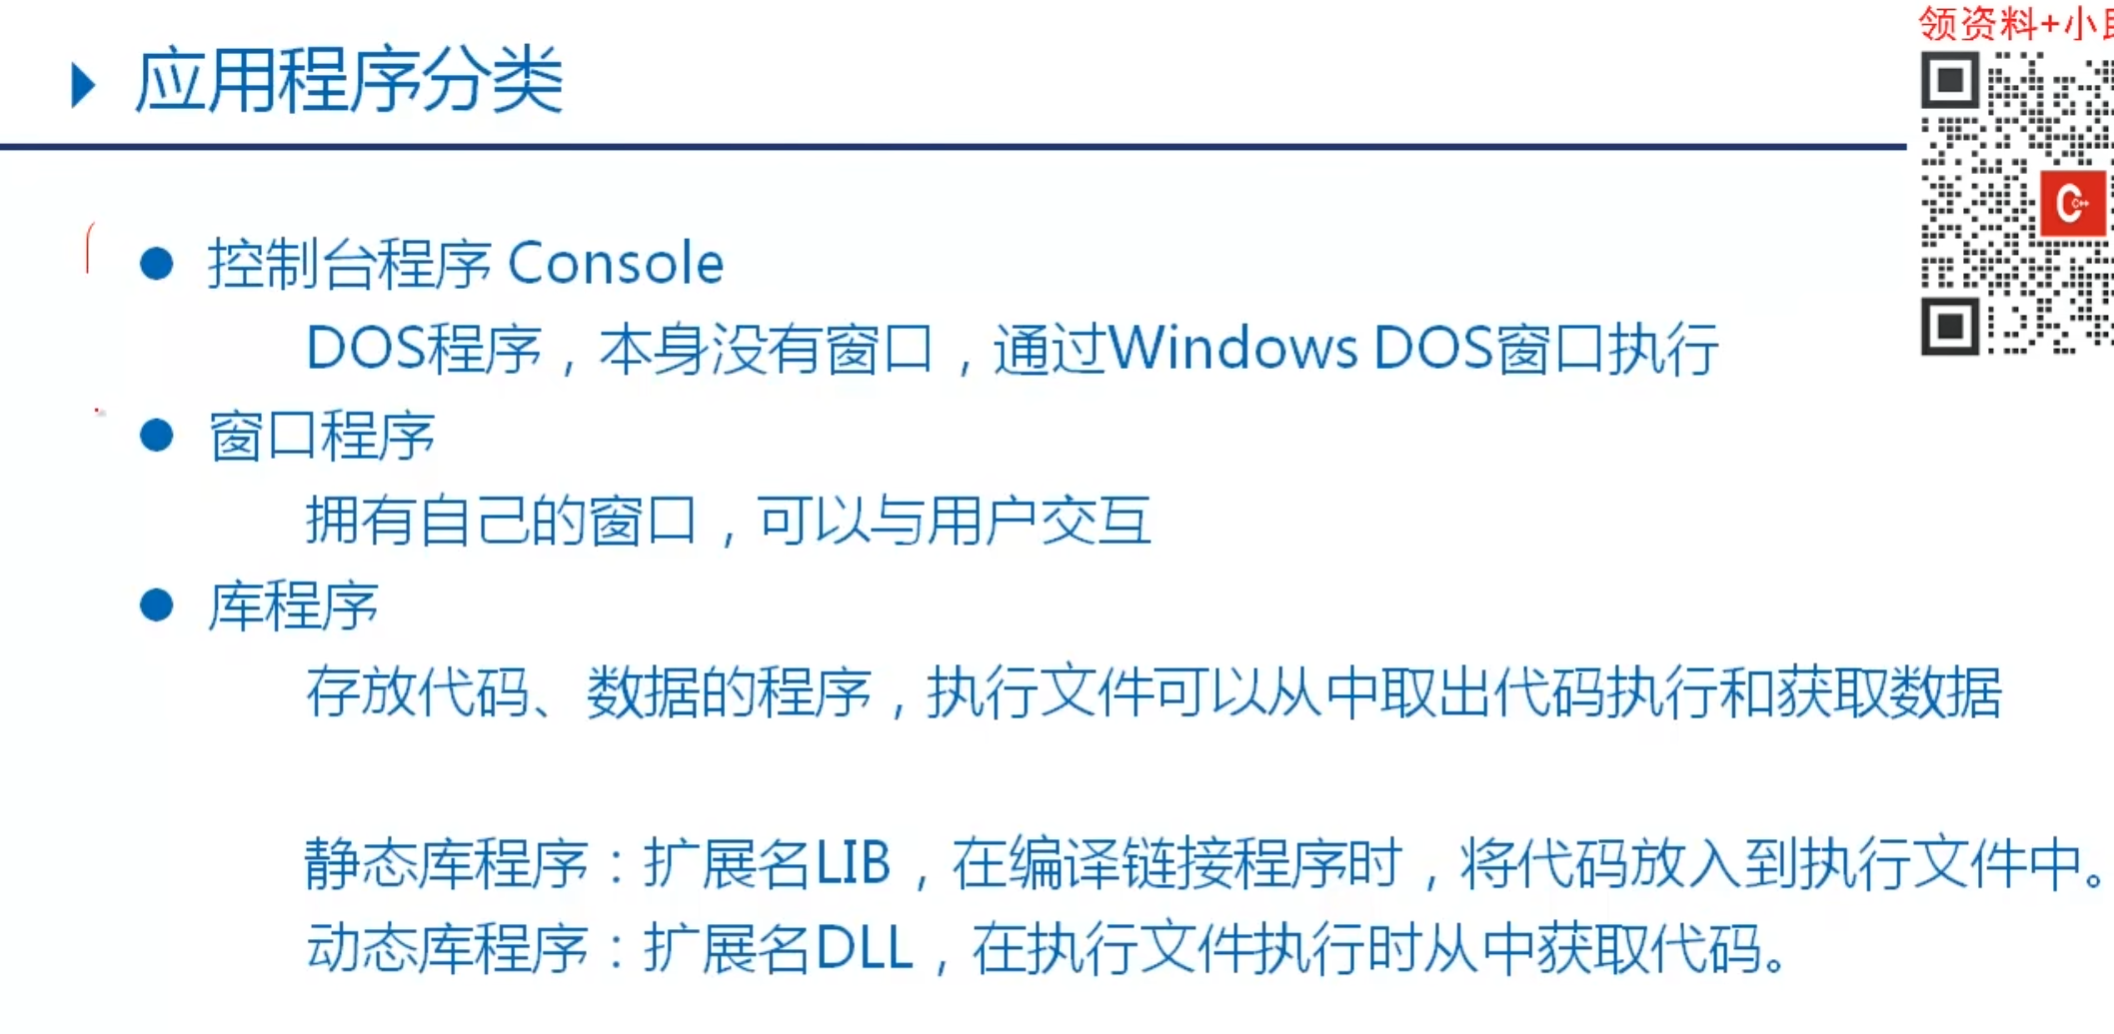 领资料+小
应用程序分类
控制台程序 Console
DOS程序，本身没有窗口，通过Windows DOS窗口执行
窗口程序
拥有自己的窗口，可以与用户交互
库程序
存放代码、数据的程序，执行文件可以从中取出代码执行和获取数据
静态库程序：扩展名LIB，在编译链接程序时，将代码放入到执行文件中。
动态库程序：扩展名DLL，在执行文件执行时从中获取代码。